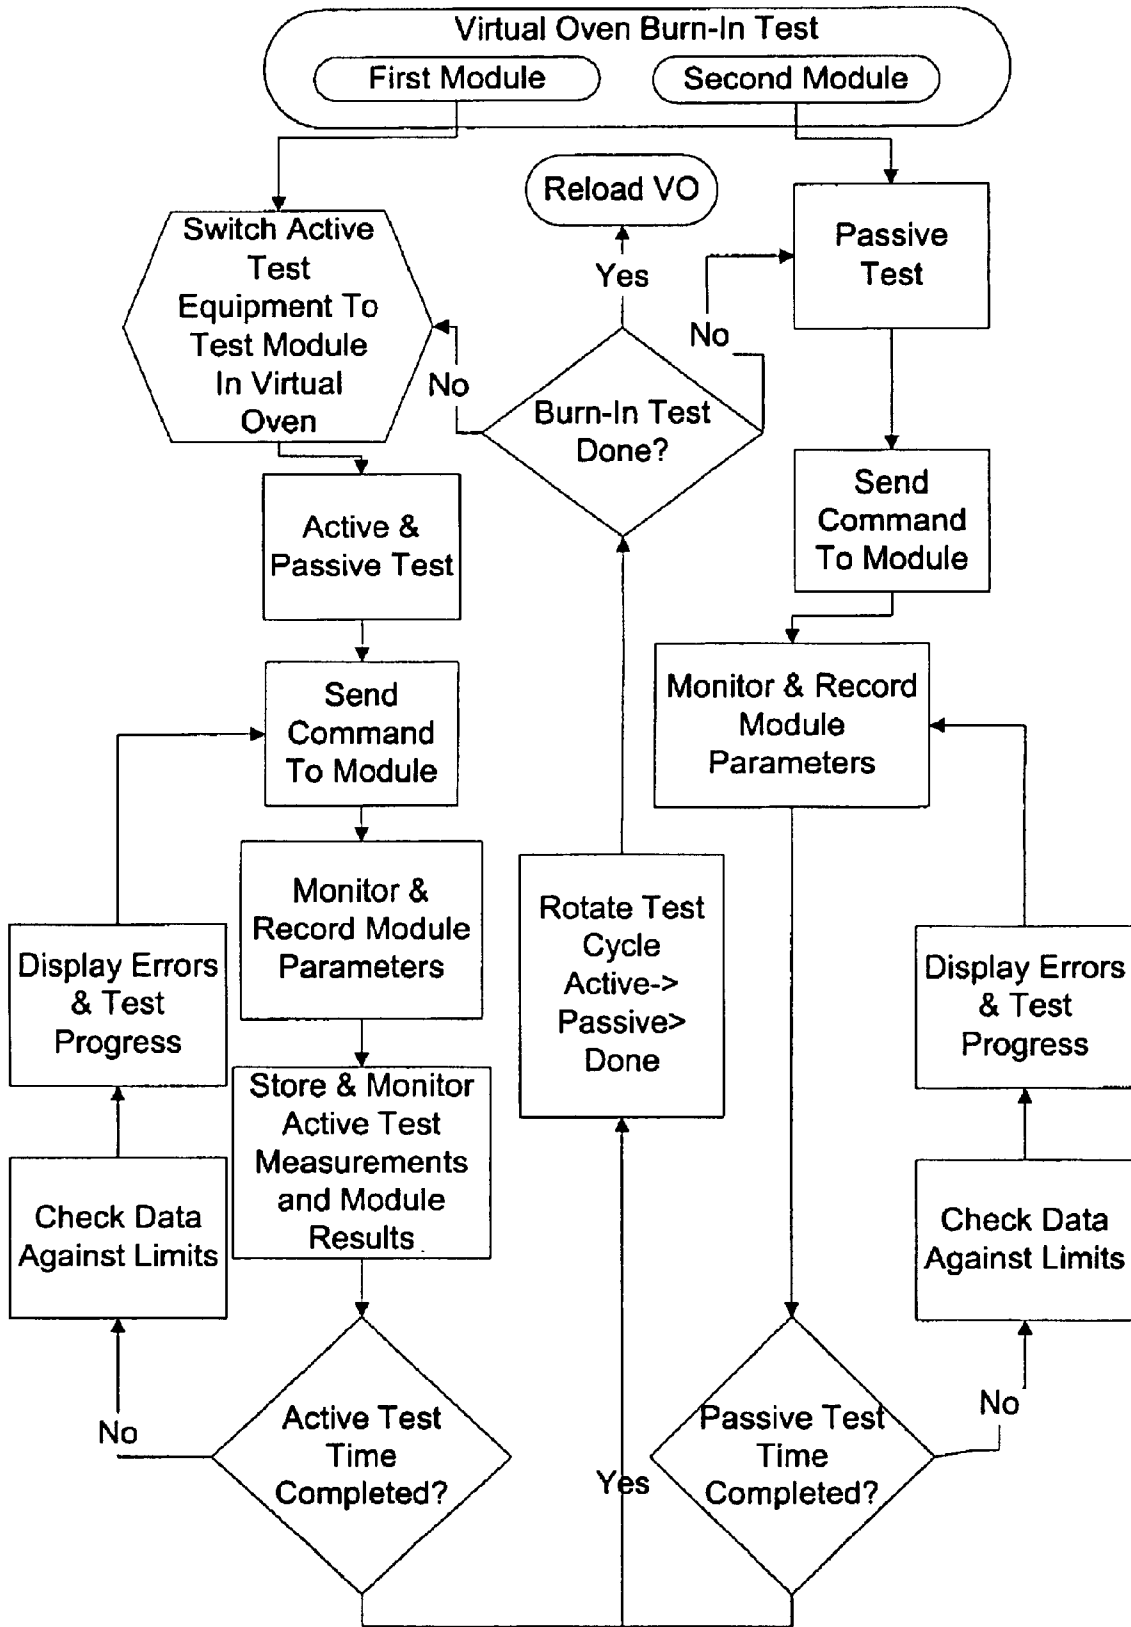 Virtual Oven Burn-In Test
First Module
Second Module
Reload VO
Switch Active
Test
Equipment To
Test Module
In Virtual
Oven
Passive
Test
Yes
No
No
Burn-In Test
Done?
Active &
Passive Test
Send
Command
To Module
Send
Command
To Module
Monitor & Record
Module
Parameters
Monitor &
Record Module
Parameters
Rotate Test
Cycle
Active->
Passive>
Done
Display Errors
& Test
Progress
Display Errors
& Test
Progress
Store & Monitor
Active Test
Measurements
and Module
Results
Check Data
Against Limits
Check Data
Against Limits
No
Active Test
Time
Completed?
Yes
Passive Test
Time
Completed?
No